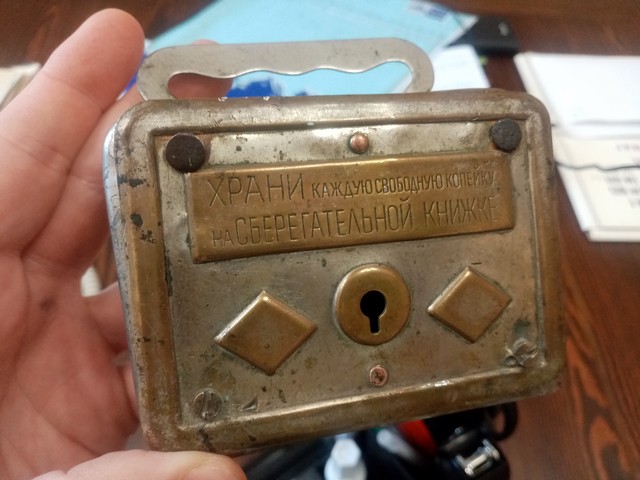 ХРАНИ КАЖДУЮ СВОБОДНУЮ КОПЕЙКУ
НА СБЕРЕГАТЕЛЬНОЙ КНИЖКЕ